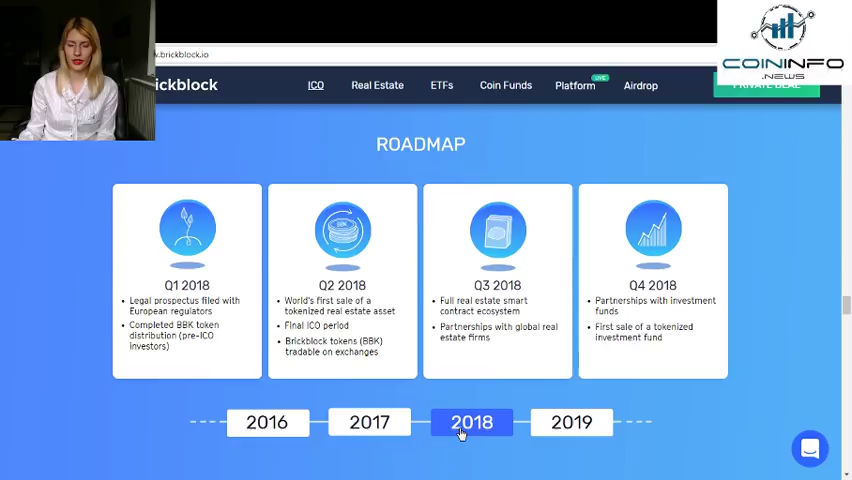 COININFO
.NEWS
w.brickblock.io
rickblock
ICO
Real Estate
ETFs
Coin Funds
Platform
LIVE
Airdrop
PRIVATE DEAL
ROADMAP
Q1 2018
• Legal prospectus filed with
European regulators
• Completed BBK token
distribution (pre-ICO
investors)
Q2 2018
• World's first sale of a
tokenized real estate asset
• Final ICO period
• Brickblock tokens (BBK)
tradable on exchanges
Q3 2018
• Full real estate smart
contract ecosystem
• Partnerships with global real
estate firms
Q4 2018
• Partnerships with investment
funds
• First sale of a tokenized
investment fund
2016
2017
2018
2019